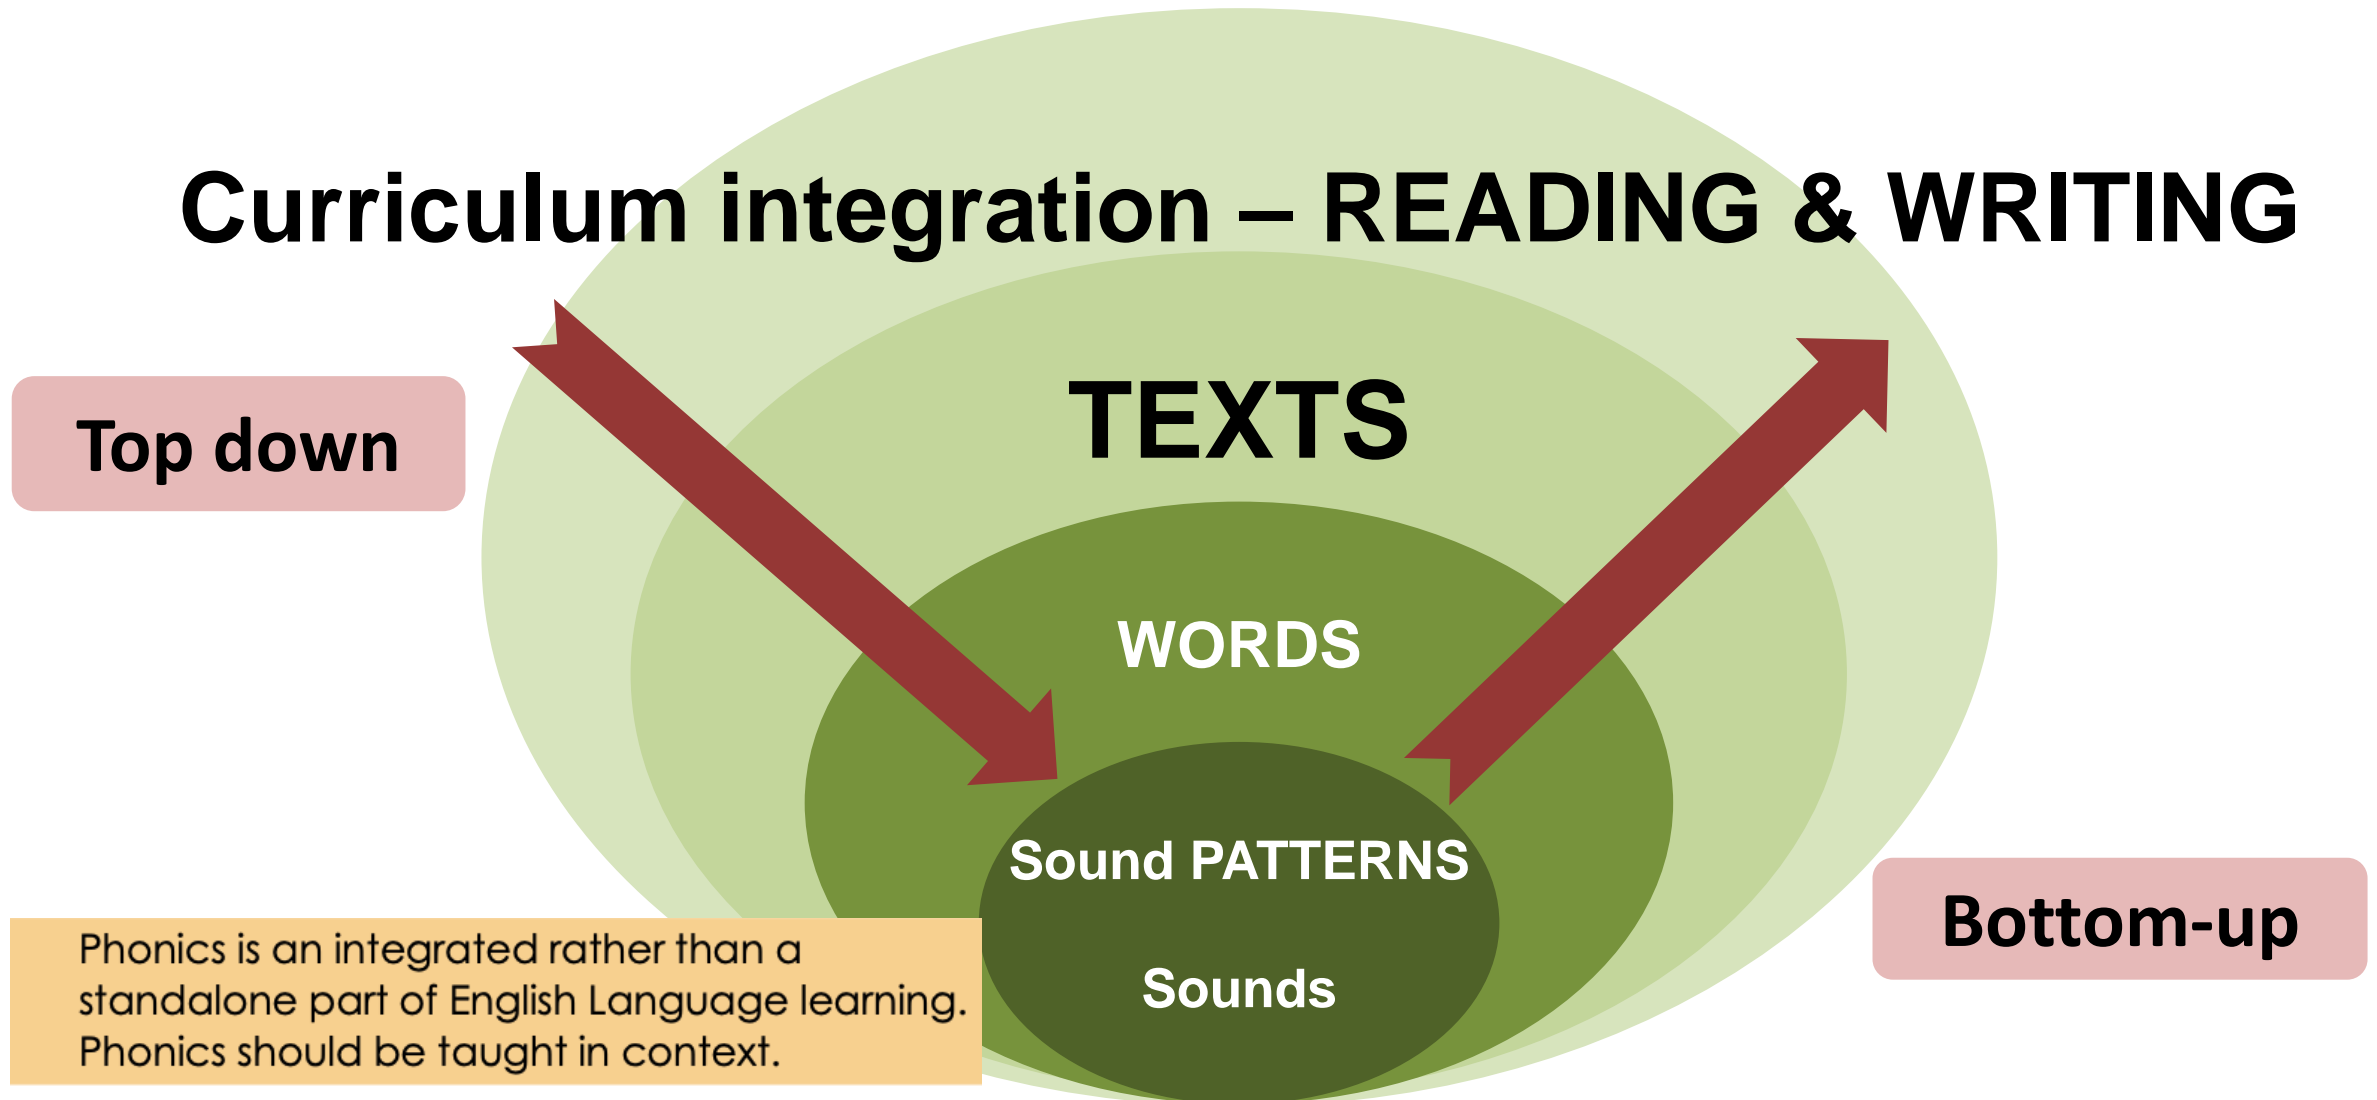 Curriculum integration – READING & WRITING
TEXTS
Top down
WORDS
Sound PATTERNS
Sounds
Bottom-up
Phonics is an integrated rather than a
standalone part of English Language learning.
Phonics should be taught in context.